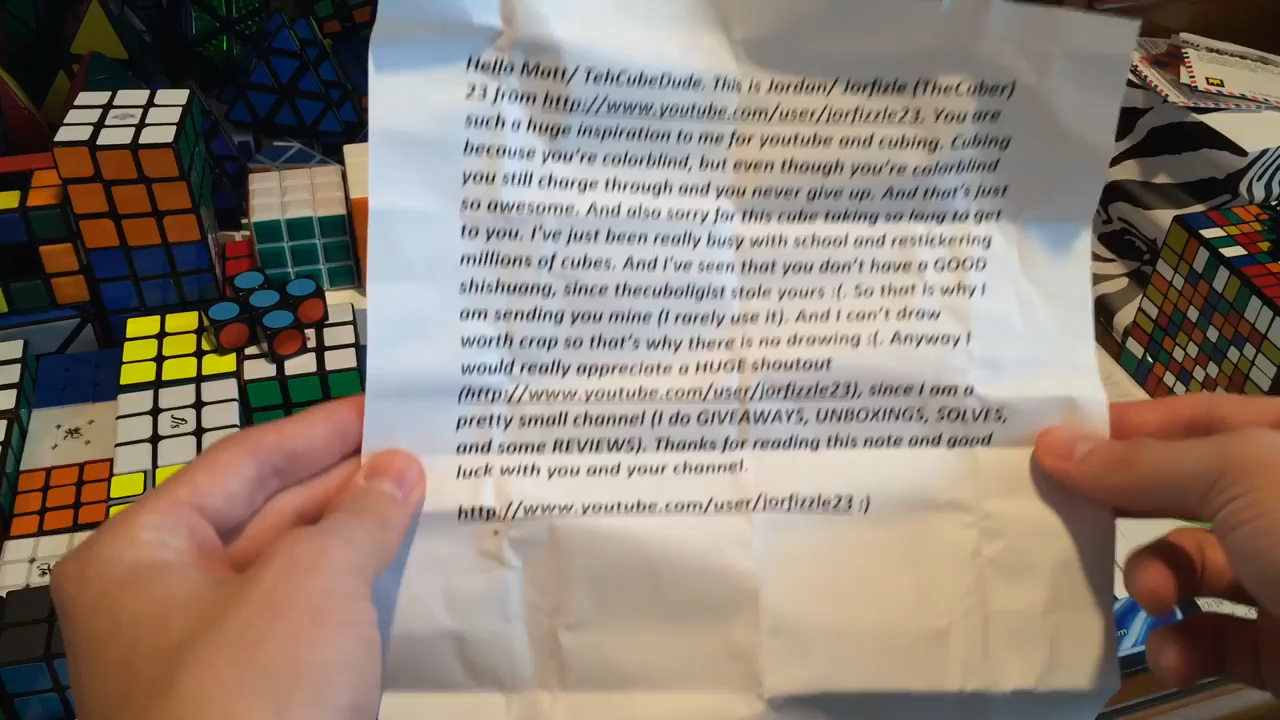 Hello Matt/ TehCubeDude. This is Jordan/ Jorfizle (TheCuber)
23 from http://www.youtube.com/user/jorfizzle23. You are
such a huge inspiration to me for youtube and cubing. Cubing
because you're colorblind, but even though you're colorblind
you still charge through and you never give up. And that's just
so awesome. And also sorry for this cube taking so long to get
to you. I've just been really busy with school and restickering
millions of cubes. And I've seen that you don't have a GOOD
shishuang, since thecubeligist stole yours :(. So that is why I
am sending you mine (I rarely use it). And I can't draw
worth crap so that's why there is no drawing :(. Anyway I
would really appreciate a HUGE shoutout
(http://www.youtube.com/user/jorfizzle23), since I am a
pretty small channel (I do GIVEAWAYS, UNBOXINGS, SOLVES,
and some REVIEWS). Thanks for reading this note and good
luck with you and your channel.
http://www.youtube.com/user/jorfizzle23 :)